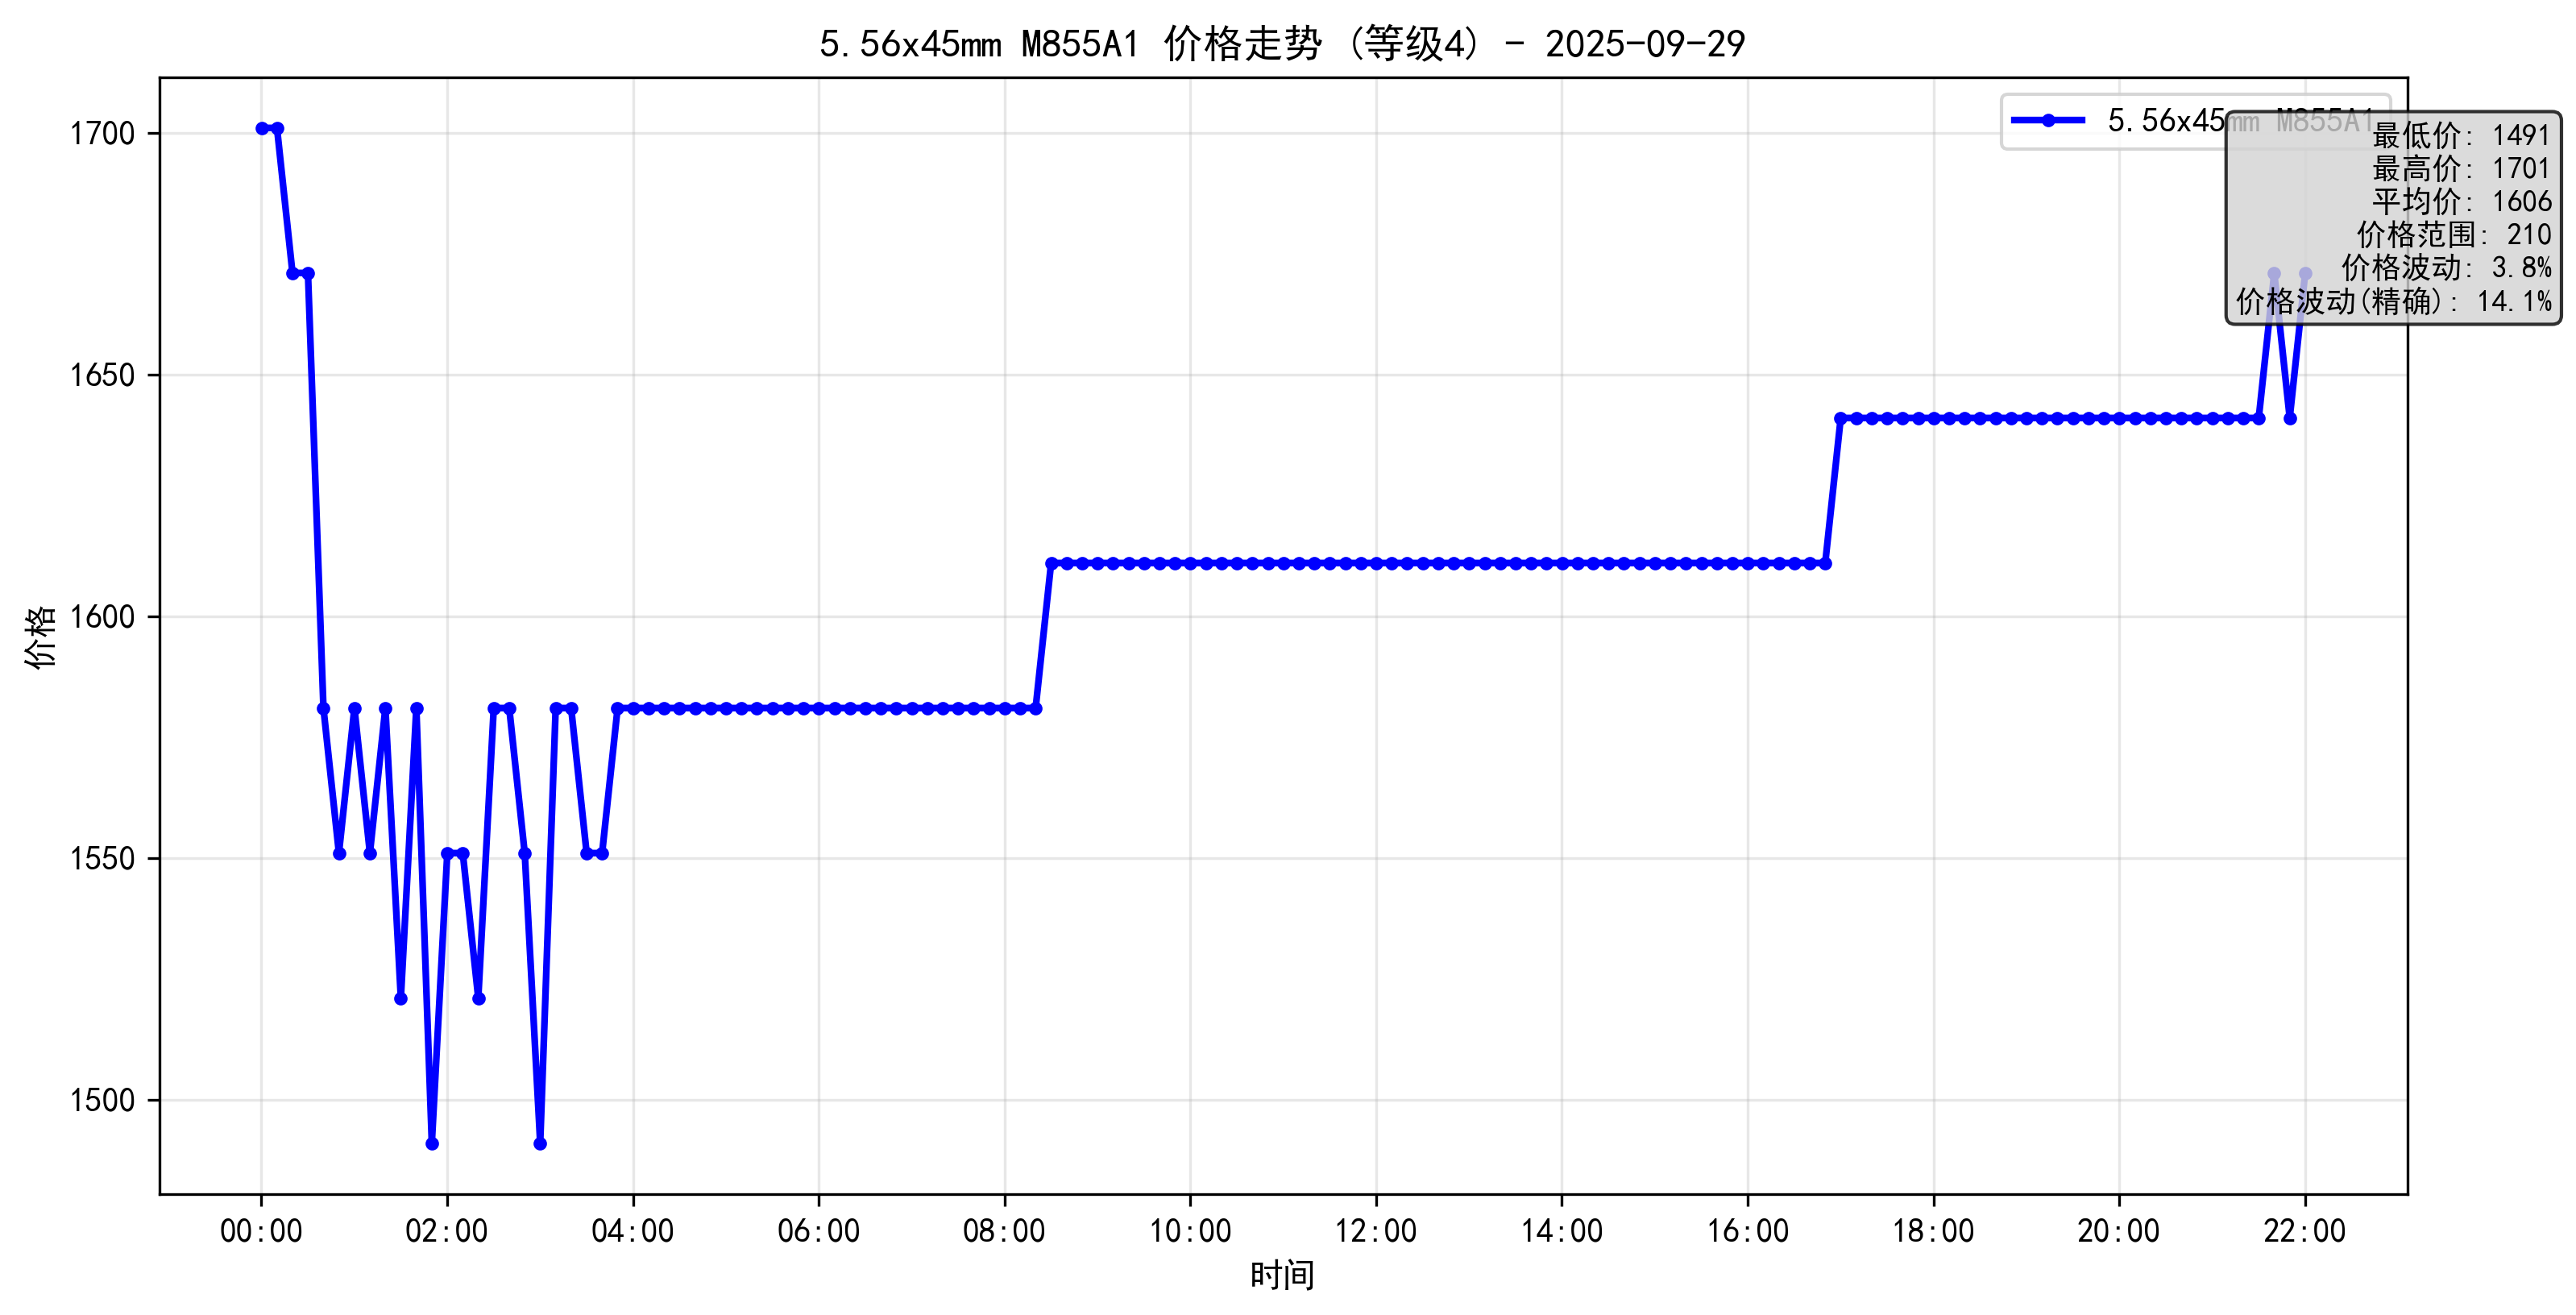 5.56x45mm M855A1 价格走势 (等级4) - 2025-09-29
5.56x45mm M855A1
最低价: 1491
最高价: 1701
平均价: 1606
价格范围: 210
价格波动: 3.8%
价格波动(精确): 14.1%
1700
1650
1600
1550
1500
价格
00:00 02:00 04:00 06:00 08:00 10:00 12:00 14:00 16:00 18:00 20:00 22:00
时间